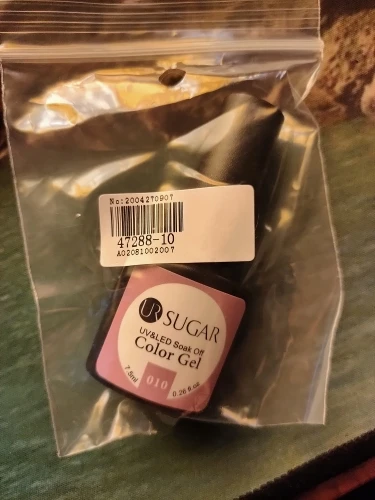 No:2004270907
47288-10
A02081002007
UR SUGAR
UV&LED Soak Off
Color Gel
7.5ml 010 0.26 fl.oz